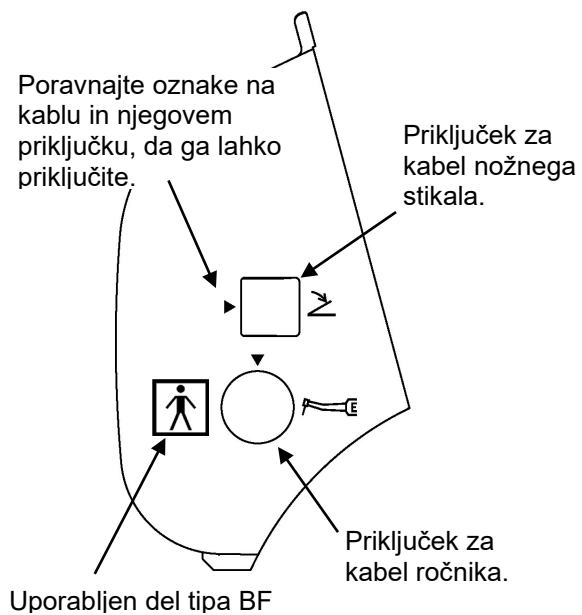 Poravnajte oznake na
kablu in njegovem
priključku, da ga lahko
priključite.
Priključek za
kabel nožnega
stikala.
Priključek za
kabel ročnika.
Uporabljen del tipa BF